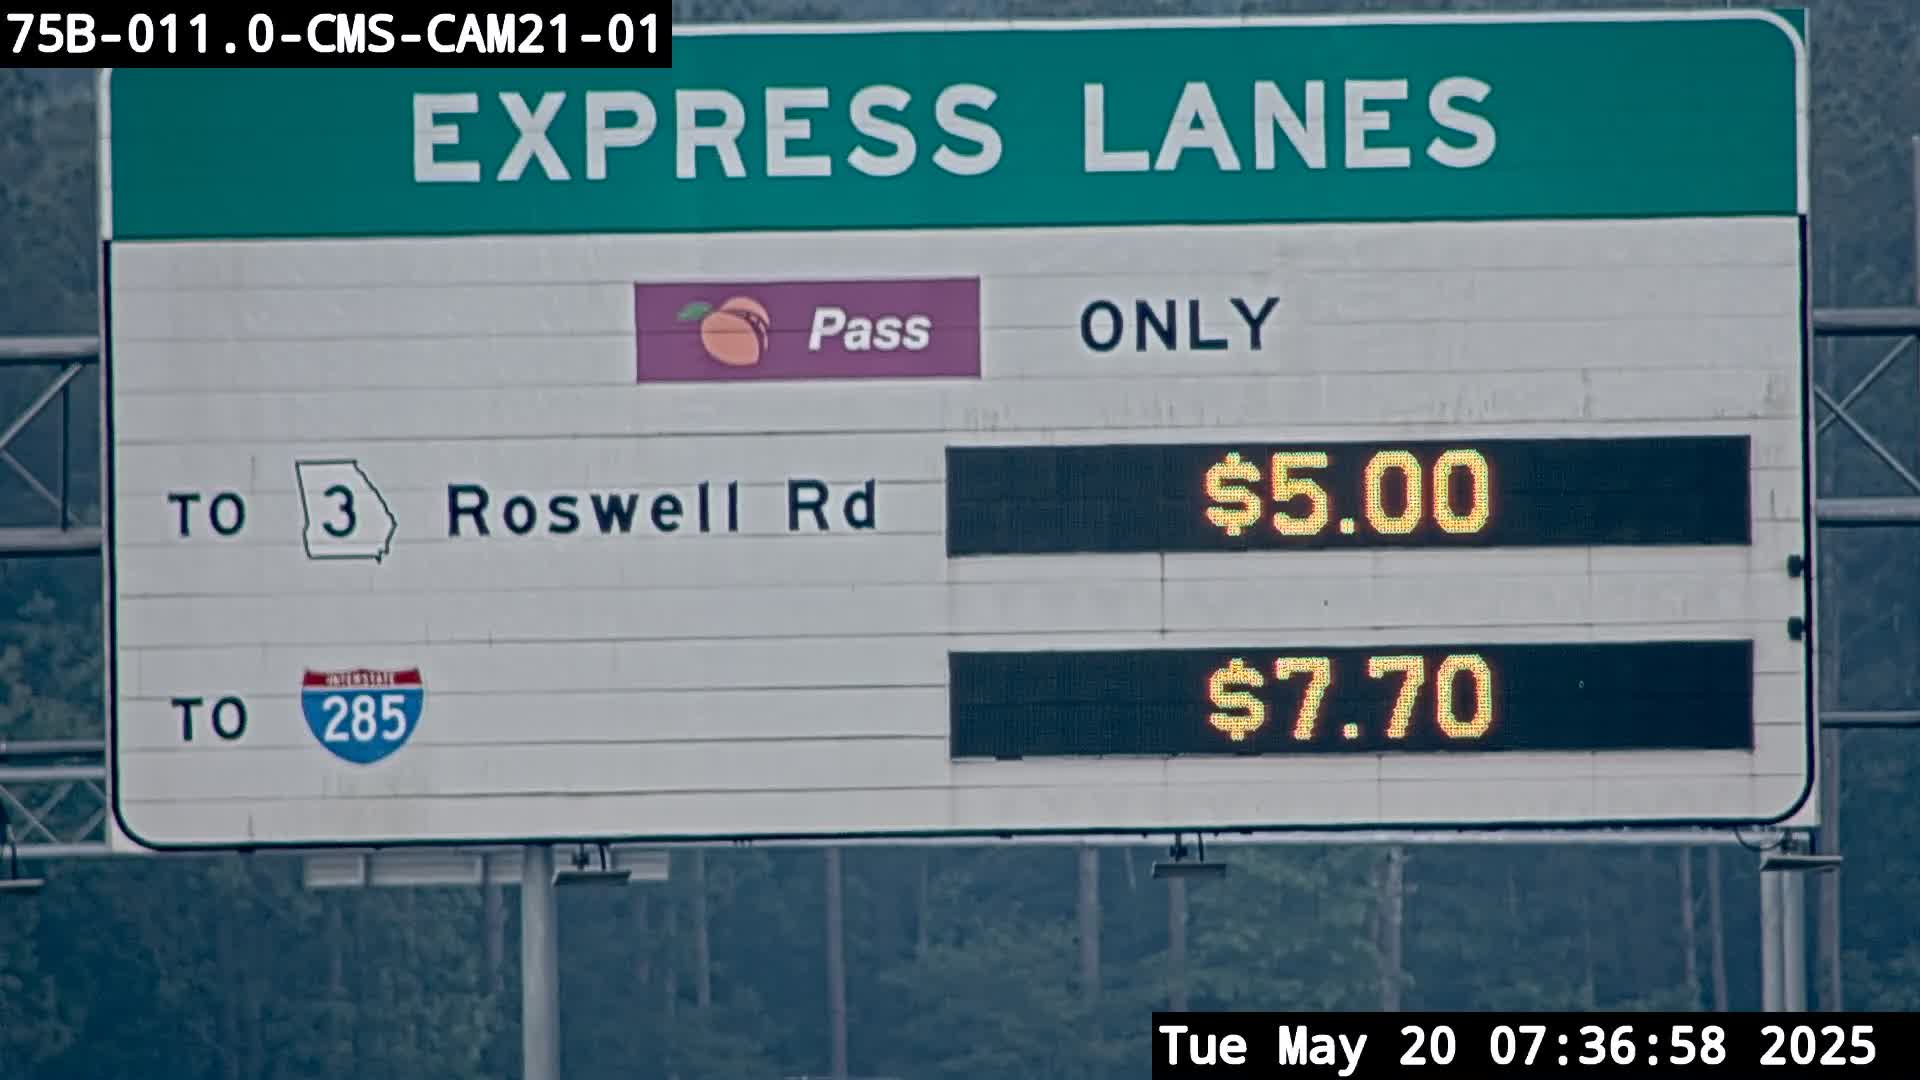 75B-011.0-CMS-CAM21-01
EXPRESS LANES
Pass ONLY
TO 3 Roswell Rd $5.00
TO INTERSTATE 285 $7.70
Tue May 20 07:36:58 2025